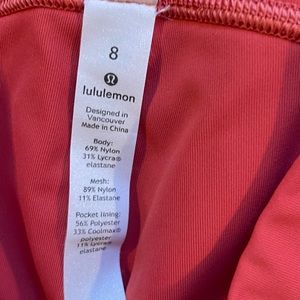 8
lululemon
Designed in
Vancouver
Made in China
Body:
69% Nylon
31% Lycra®
elastane
Mesh:
89% Nylon
11% Elastane
Pocket lining:
56% Polyester
33% Coolmax®
polyester
11% Lycra®
elastane